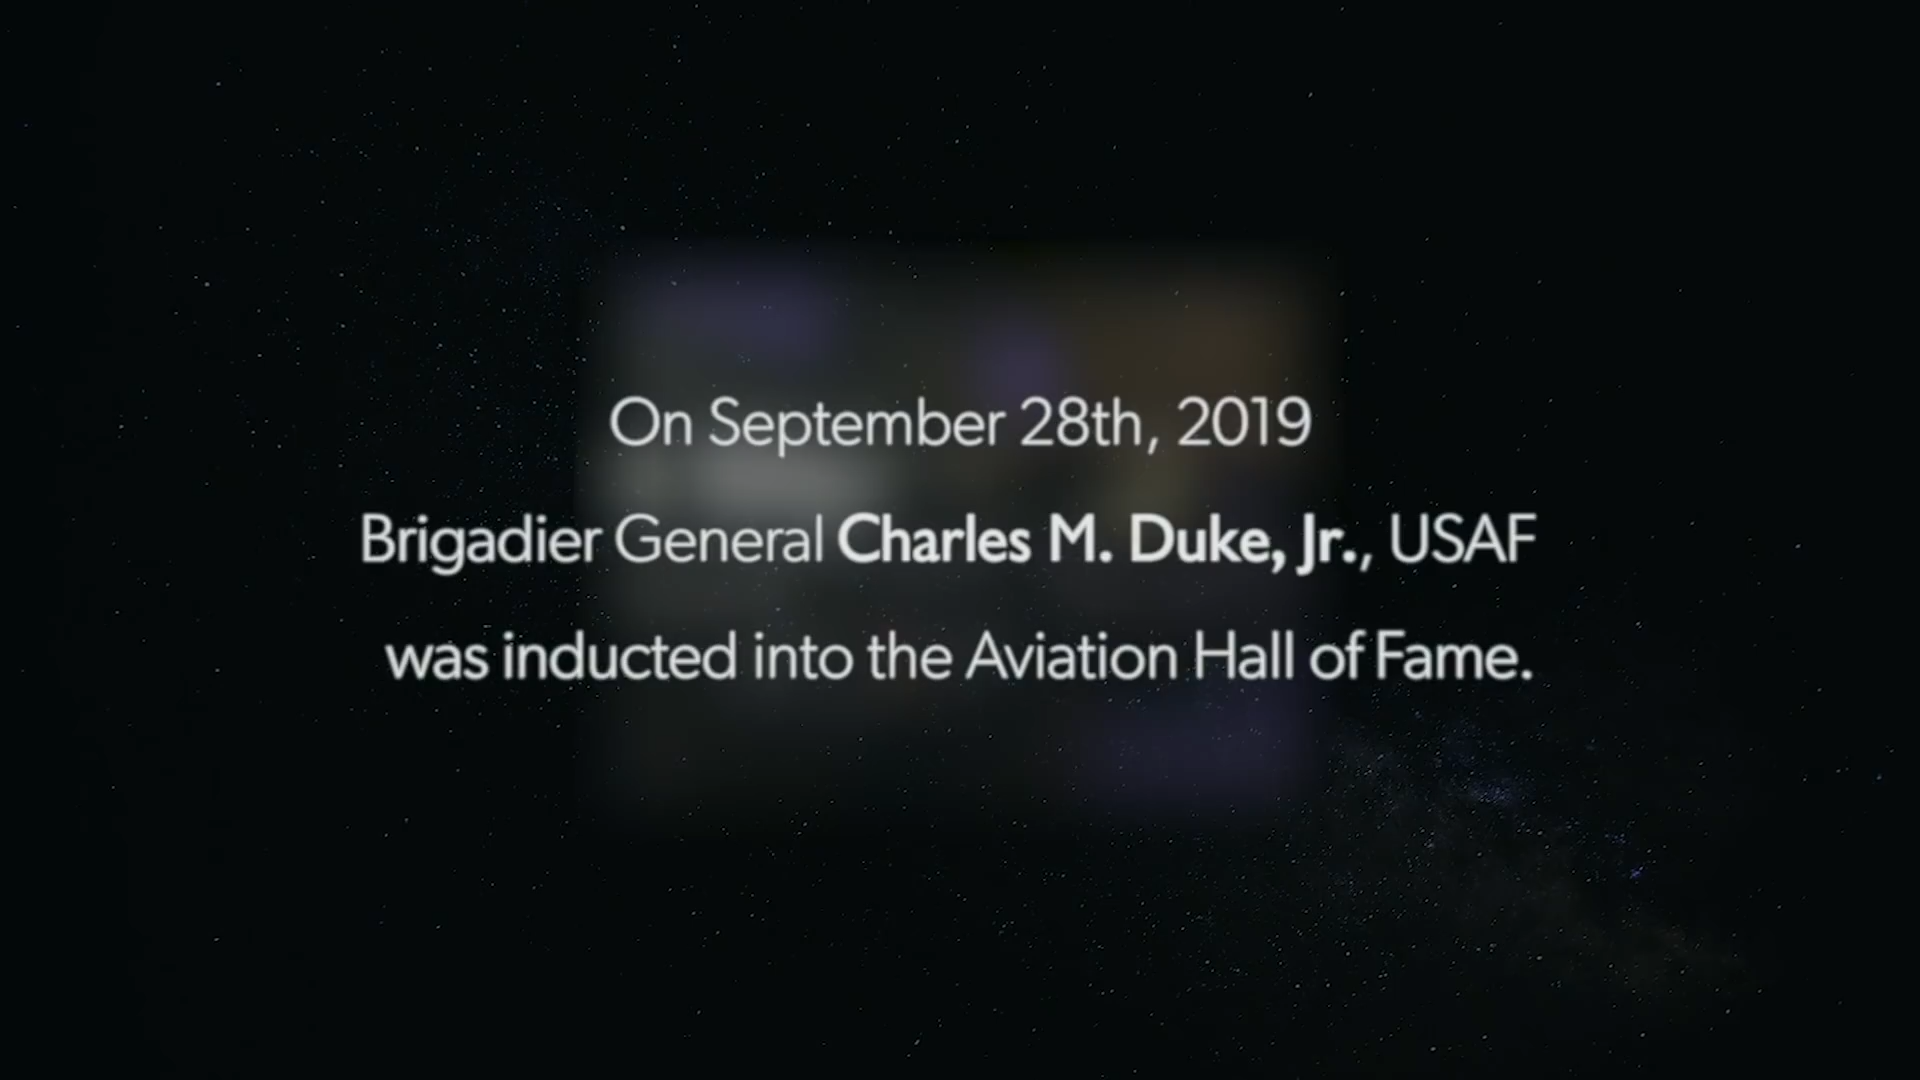 On September 28th, 2019
Brigadier General Charles M. Duke, Jr., USAF
was inducted into the Aviation Hall of Fame.